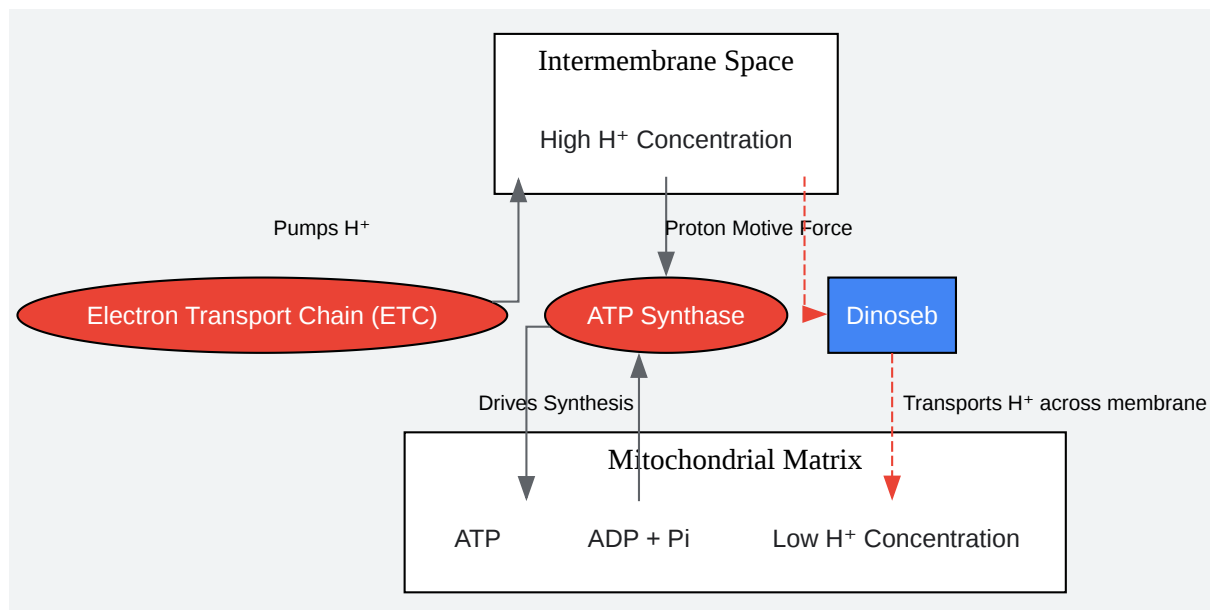 Intermembrane Space
High H⁺ Concentration
Pumps H⁺
Proton Motive Force
Electron Transport Chain (ETC)
ATP Synthase
Dinoseb
Drives Synthesis
Transports H⁺ across membrane
Mitochondrial Matrix
ATP
ADP + Pi
Low H⁺ Concentration